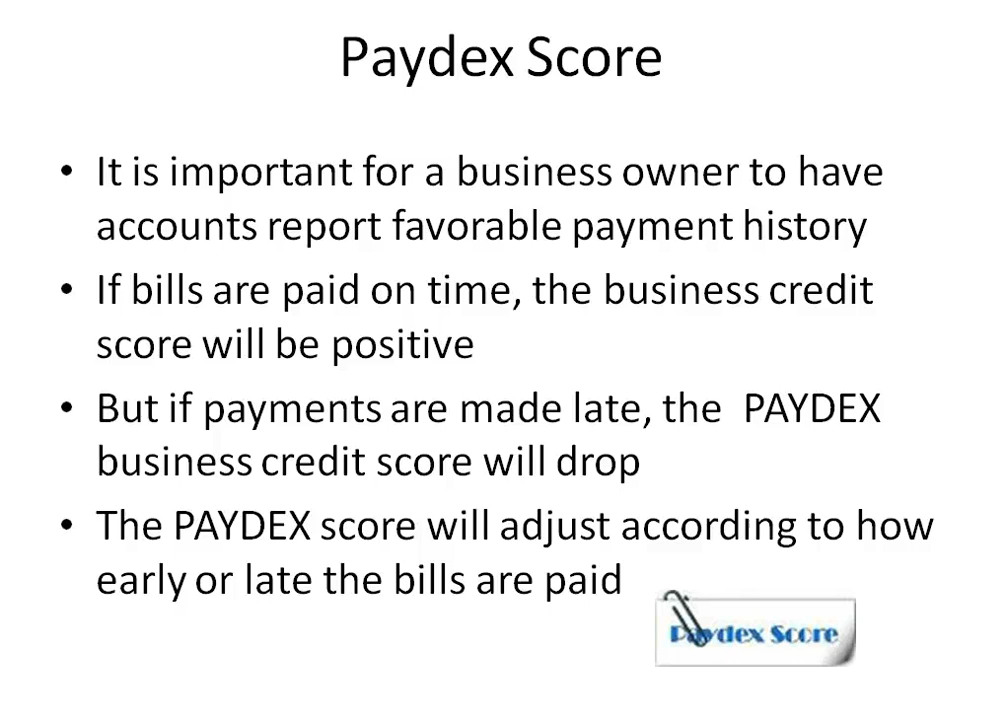 Paydex Score
• It is important for a business owner to have
accounts report favorable payment history
• If bills are paid on time, the business credit
score will be positive
• But if payments are made late, the  PAYDEX
business credit score will drop
• The PAYDEX score will adjust according to how
early or late the bills are paid
Paydex Score